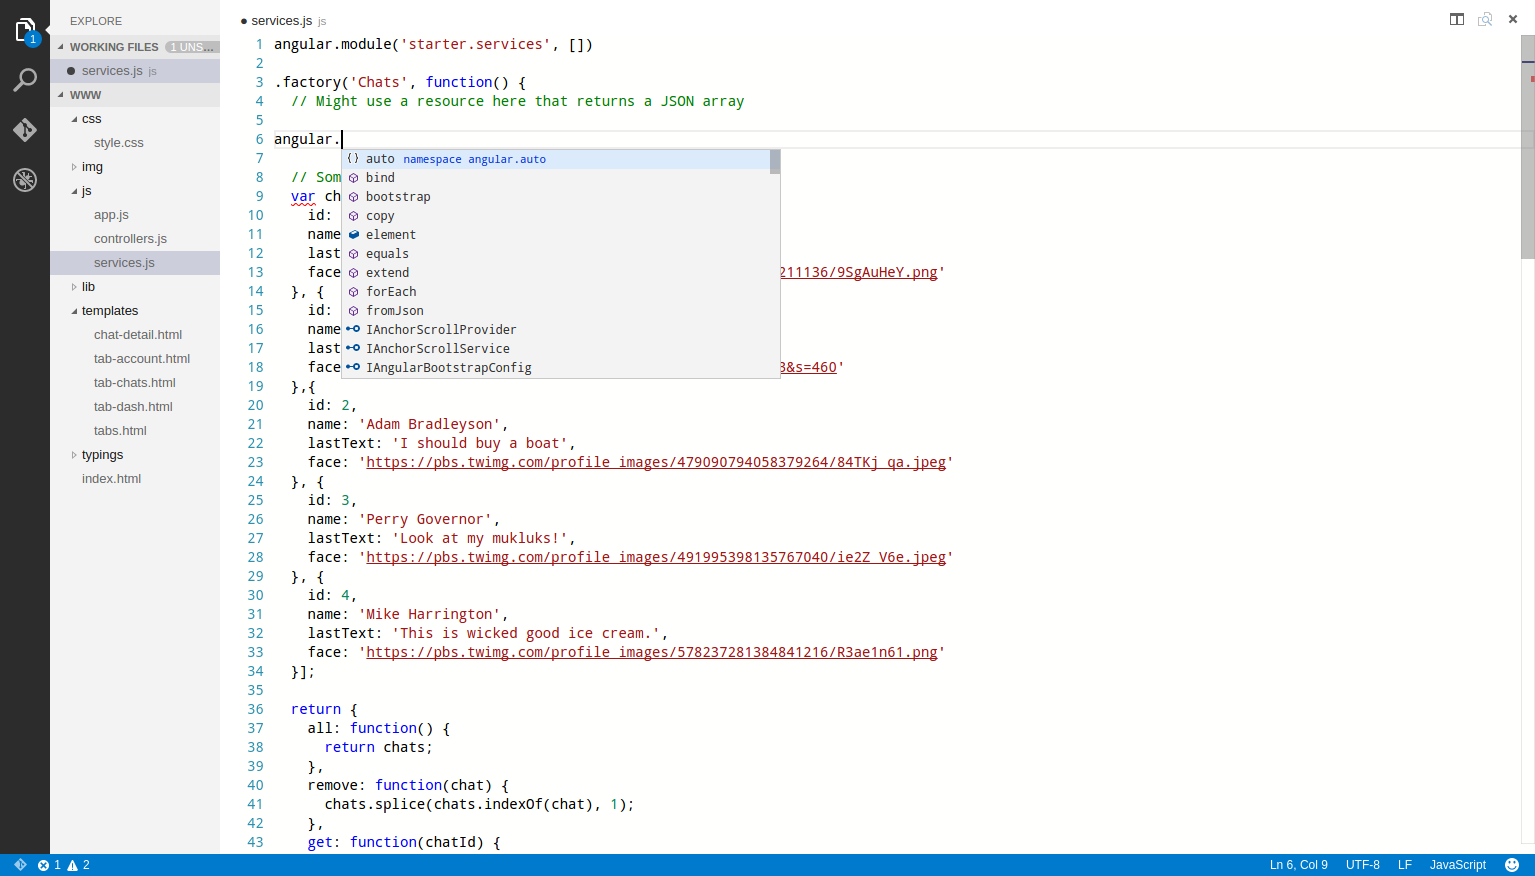 EXPLORE
WORKING FILES 1 UNS...
services.js js
WWW
css
style.css
img
js
app.js
controllers.js
services.js
lib
templates
chat-detail.html
tab-account.html
tab-chats.html
tab-dash.html
tabs.html
typings
index.html
1
● services.js js
1 angular.module('starter.services', [])
2
3 .factory('Chats', function() {
4 // Might use a resource here that returns a JSON array
5
6 angular.
7
8 // Som
9 var ch
10 id:
11 name
12 last
13 face 211136/9SgAuHeY.png'
14 }, {
15 id:
16 name
17 last
18 face &s=460'
19 },{
20 id: 2,
21 name: 'Adam Bradleyson',
22 lastText: 'I should buy a boat',
23 face: 'https://pbs.twimg.com/profile_images/479090794058379264/84TKj_qa.jpeg'
24 }, {
25 id: 3,
26 name: 'Perry Governor',
27 lastText: 'Look at my mukluks!',
28 face: 'https://pbs.twimg.com/profile_images/491995398135767040/ie2Z_V6e.jpeg'
29 }, {
30 id: 4,
31 name: 'Mike Harrington',
32 lastText: 'This is wicked good ice cream.',
33 face: 'https://pbs.twimg.com/profile_images/578237281384841216/R3ae1n61.png'
34 }];
35
36 return {
37 all: function() {
38 return chats;
39 },
40 remove: function(chat) {
41 chats.splice(chats.indexOf(chat), 1);
42 },
43 get: function(chatId) {
{} auto namespace angular.auto
bind
bootstrap
copy
element
equals
extend
forEach
fromJson
IAnchorScrollProvider
IAnchorScrollService
IAngularBootstrapConfig
1 2
Ln 6, Col 9 UTF-8 LF JavaScript